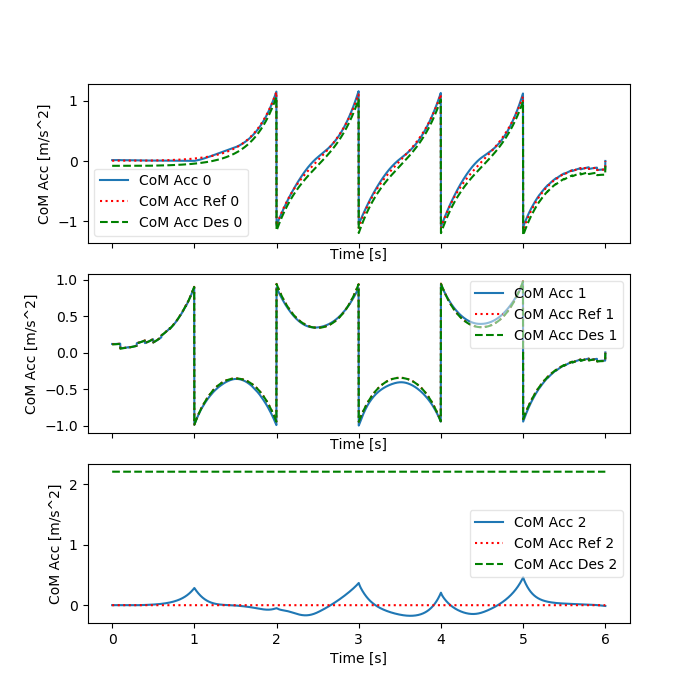 CoM Acc [m/s^2]
1
0
−1
CoM Acc 0
CoM Acc Ref 0
CoM Acc Des 0
Time [s]
CoM Acc [m/s^2]
1.0
0.5
0.0
−0.5
−1.0
CoM Acc 1
CoM Acc Ref 1
CoM Acc Des 1
Time [s]
CoM Acc [m/s^2]
2
1
0
CoM Acc 2
CoM Acc Ref 2
CoM Acc Des 2
0 1 2 3 4 5 6
Time [s]